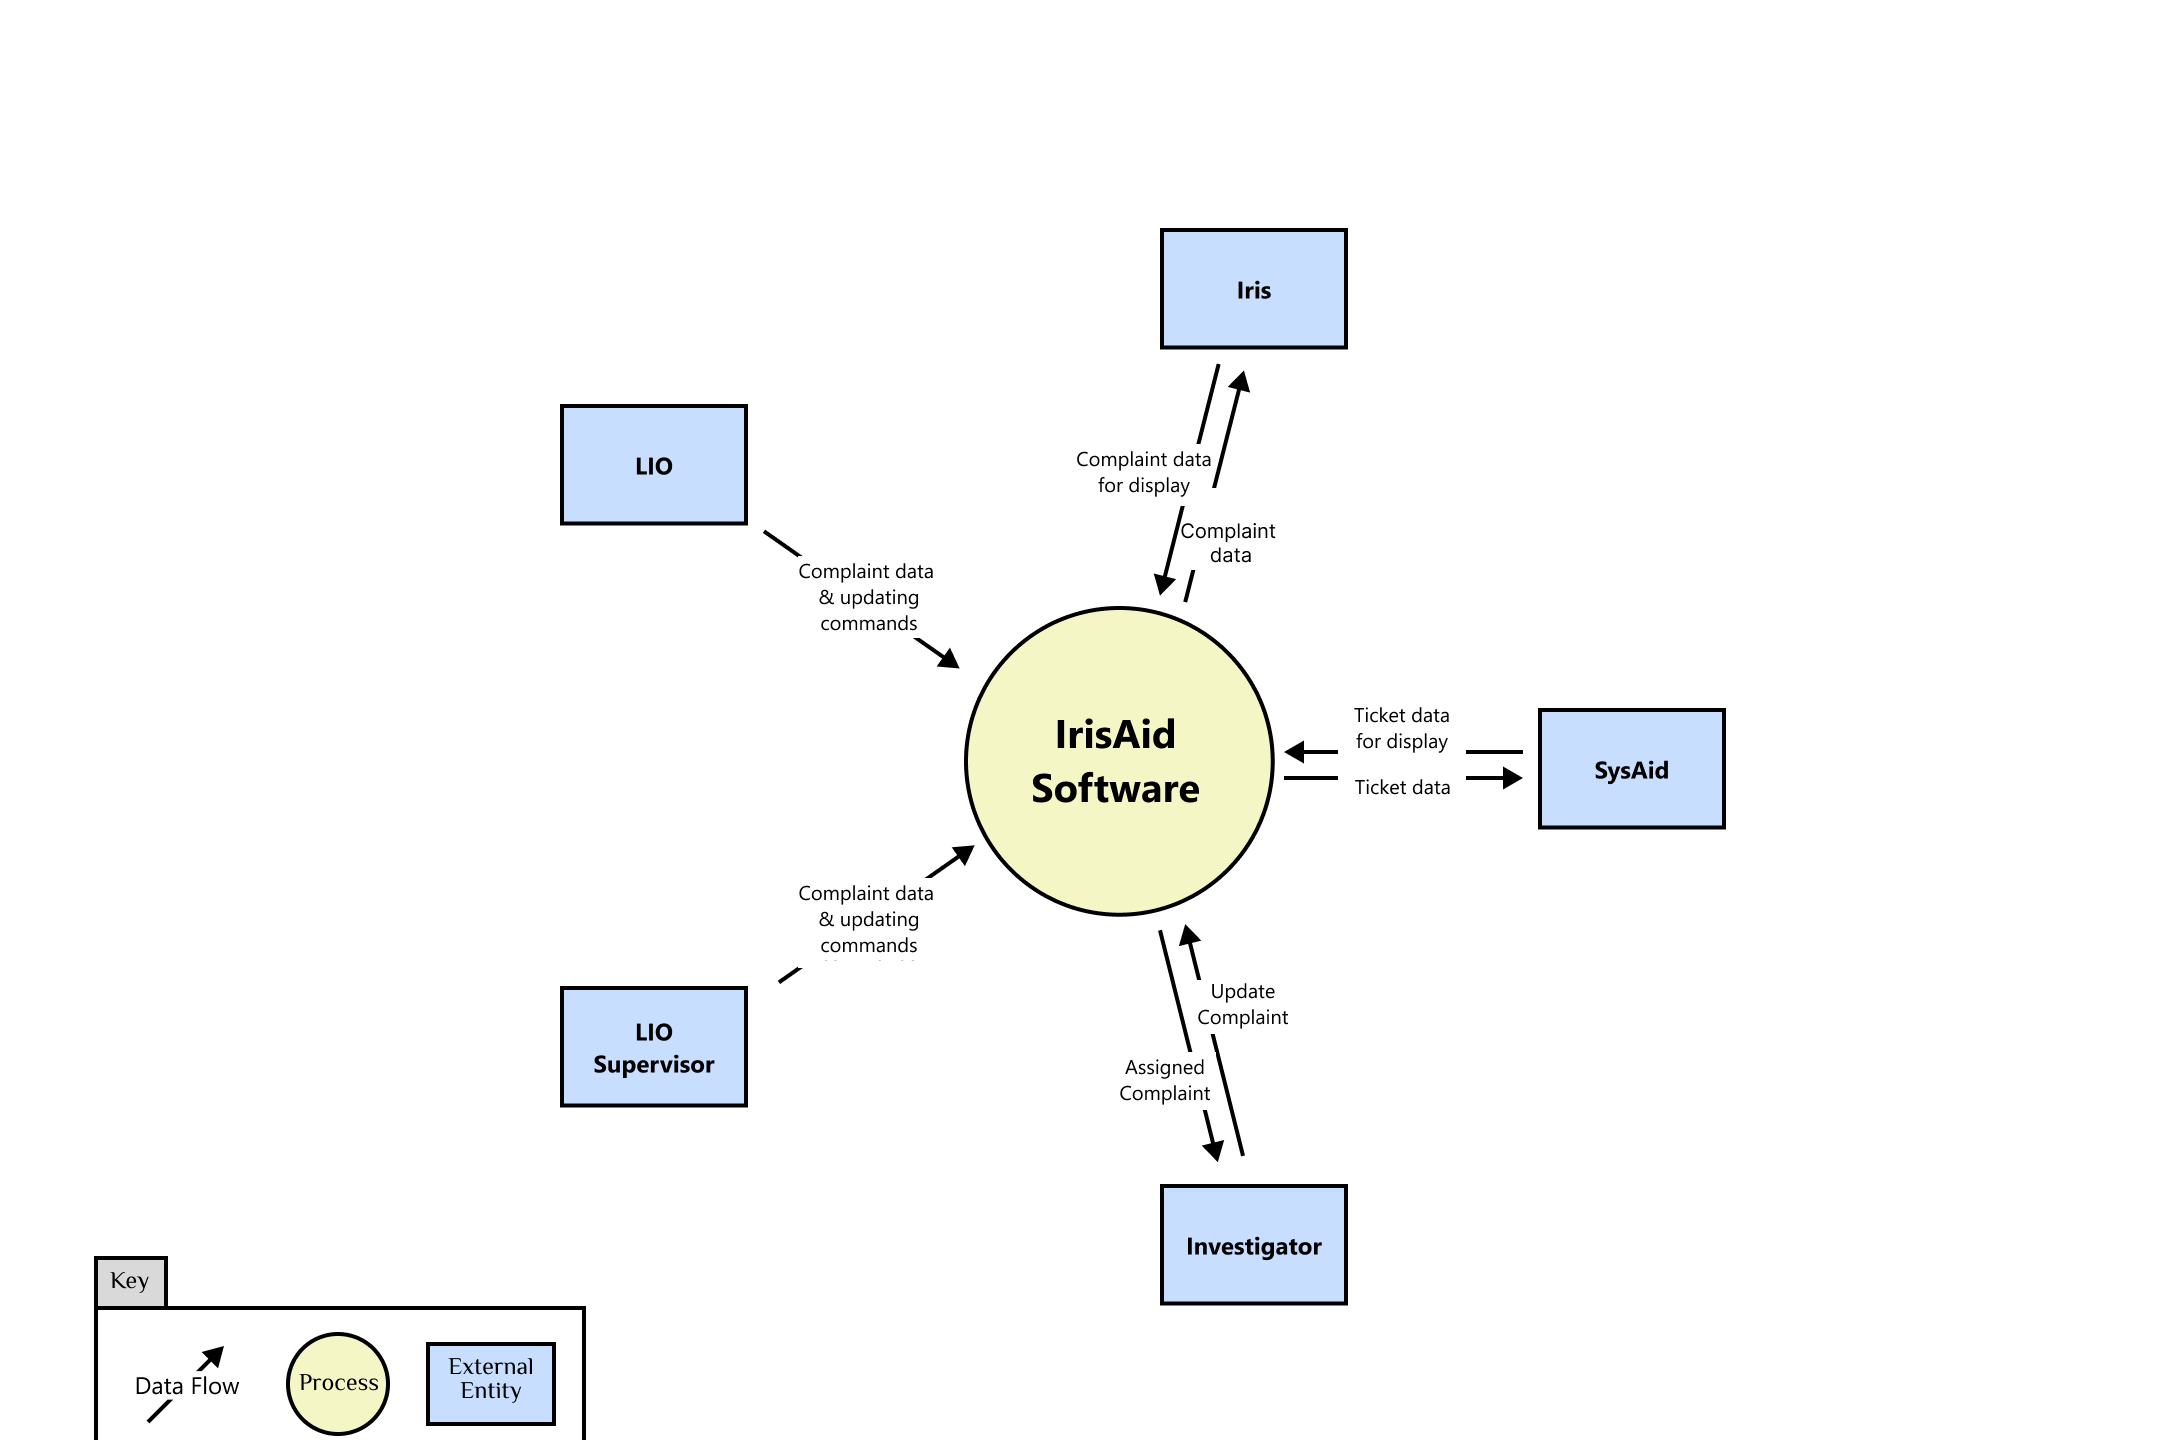 Iris
LIO
Complaint data
for display
Complaint
data
Complaint data
& updating
commands
IrisAid
Software
Ticket data
for display
Ticket data
SysAid
Complaint data
& updating
commands
LIO
Supervisor
Update
Complaint
Assigned
Complaint
Investigator
Key
Data Flow
Process
External
Entity